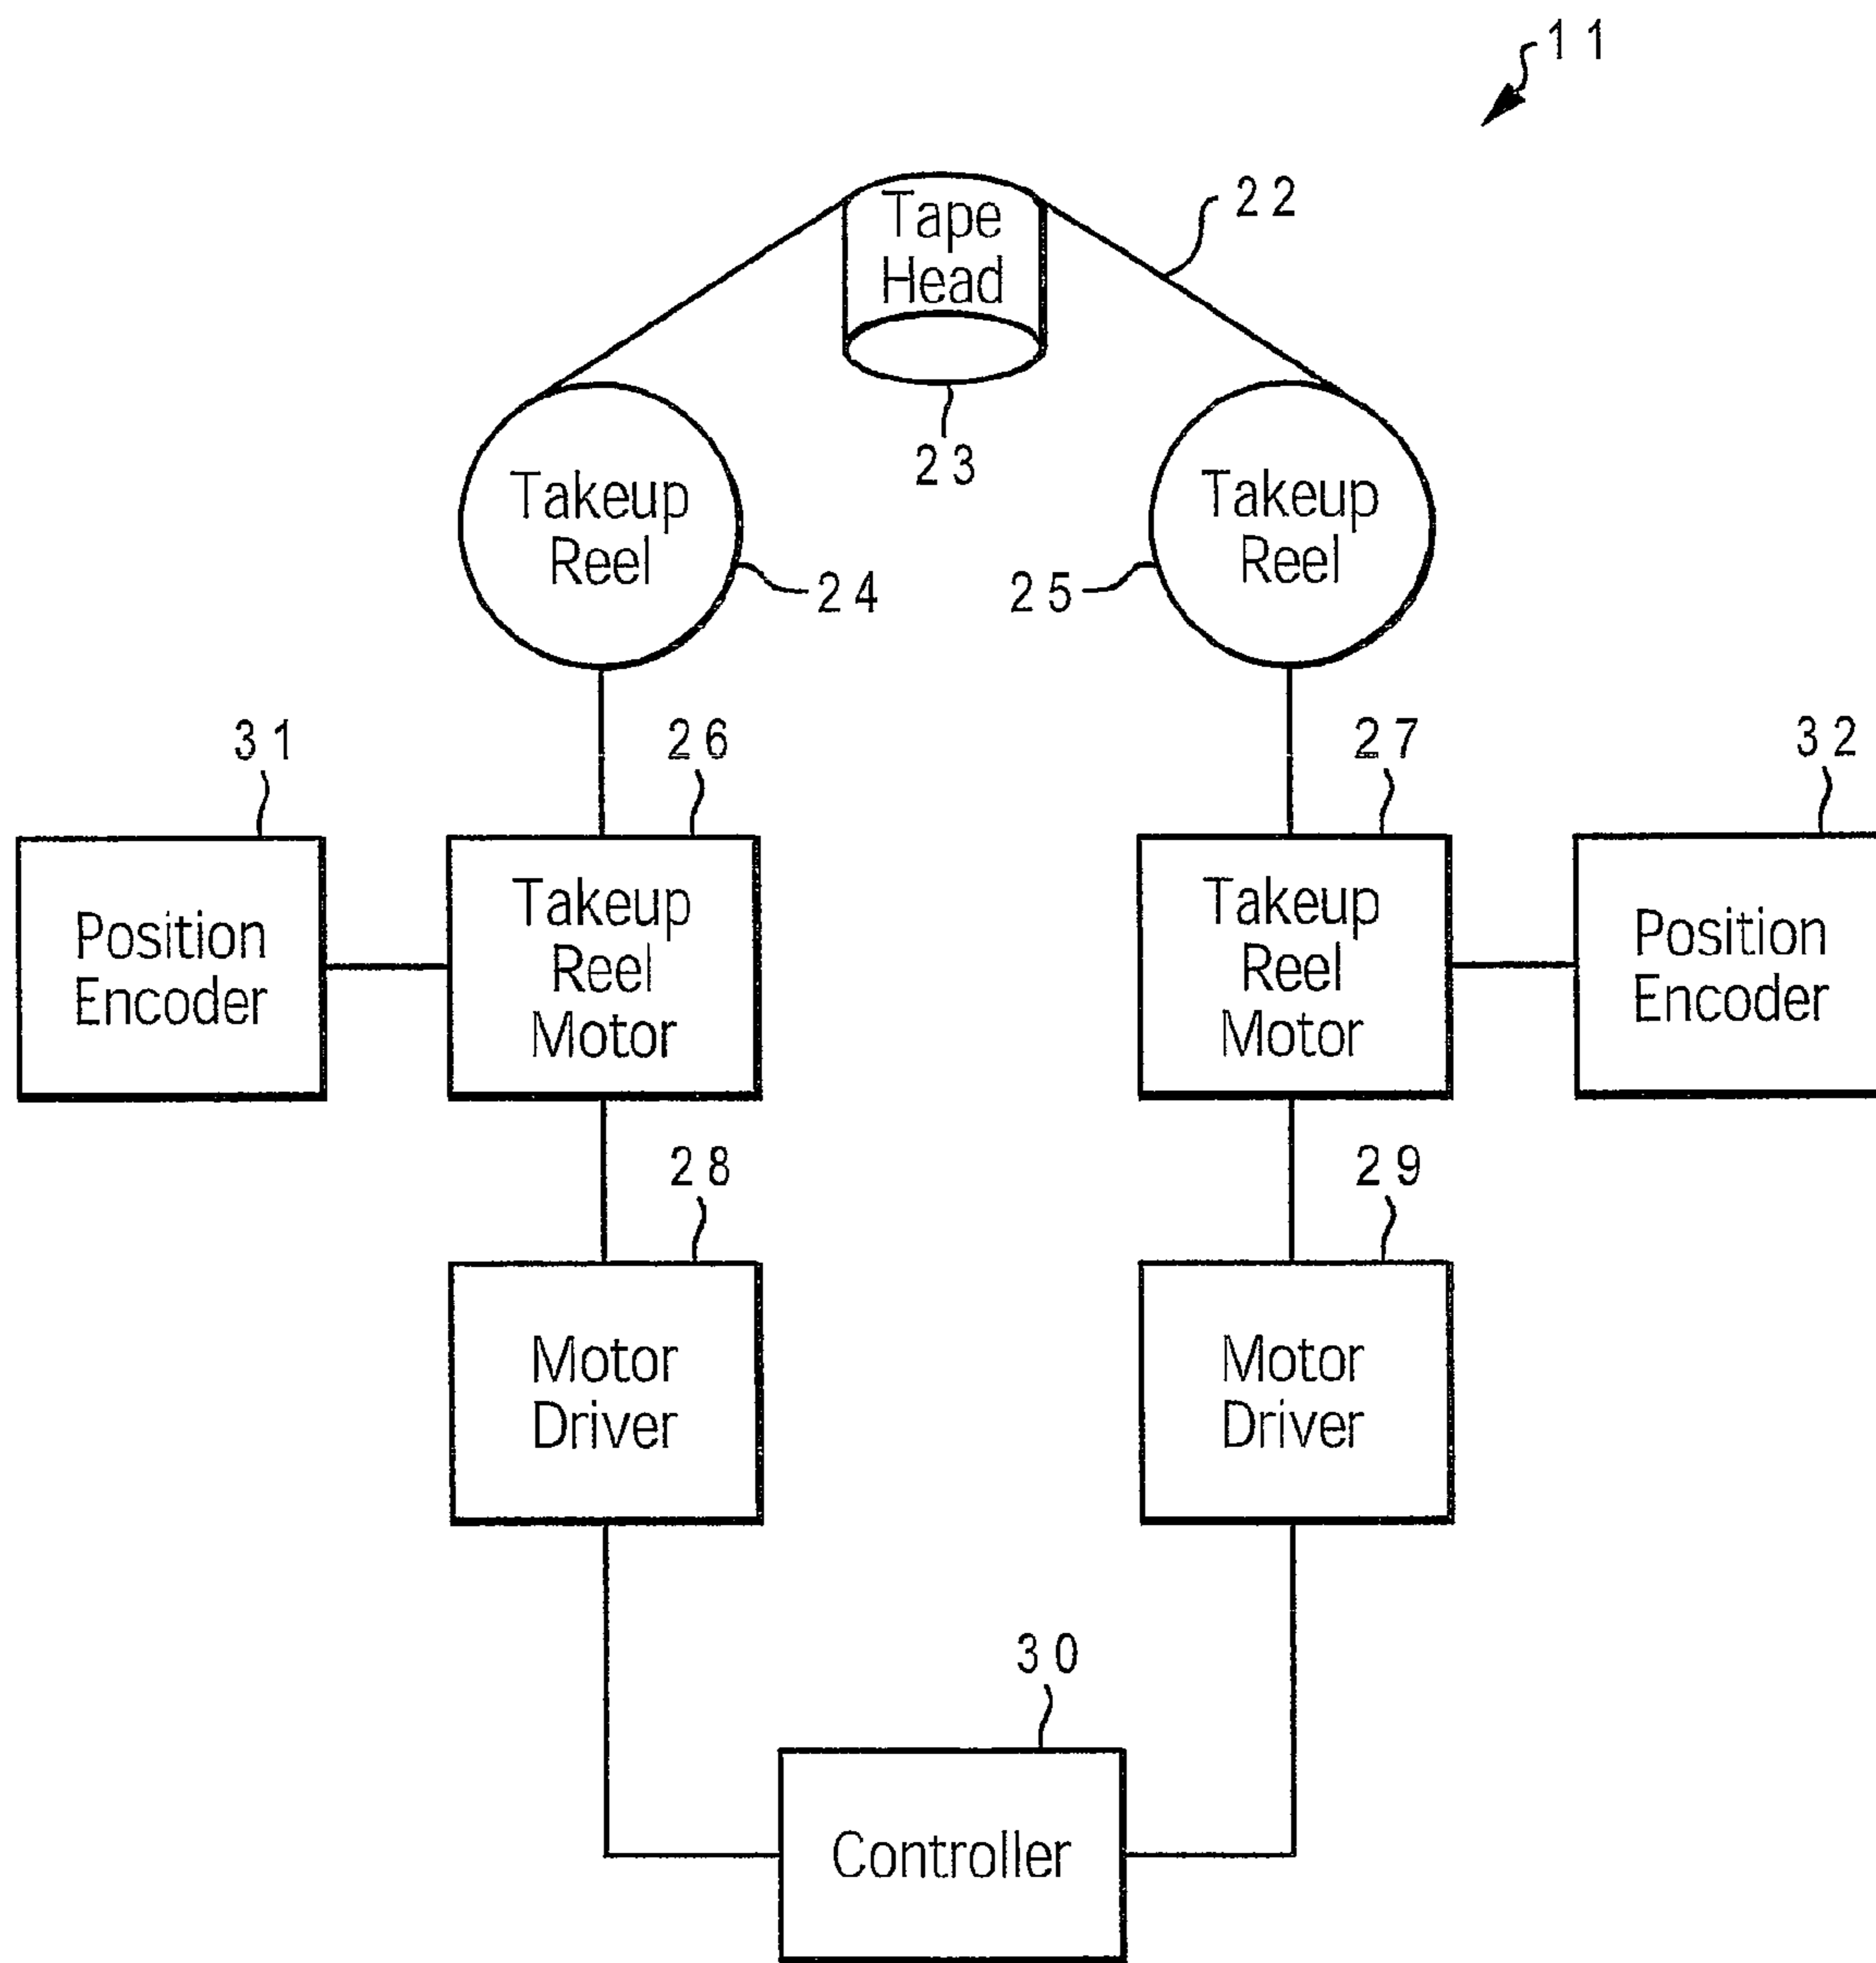 11
22
Tape
Head
23
Takeup
Reel
24
25
Takeup
Reel
31
26
27
32
Position
Encoder
Takeup
Reel
Motor
Takeup
Reel
Motor
Position
Encoder
28
29
Motor
Driver
Motor
Driver
30
Controller